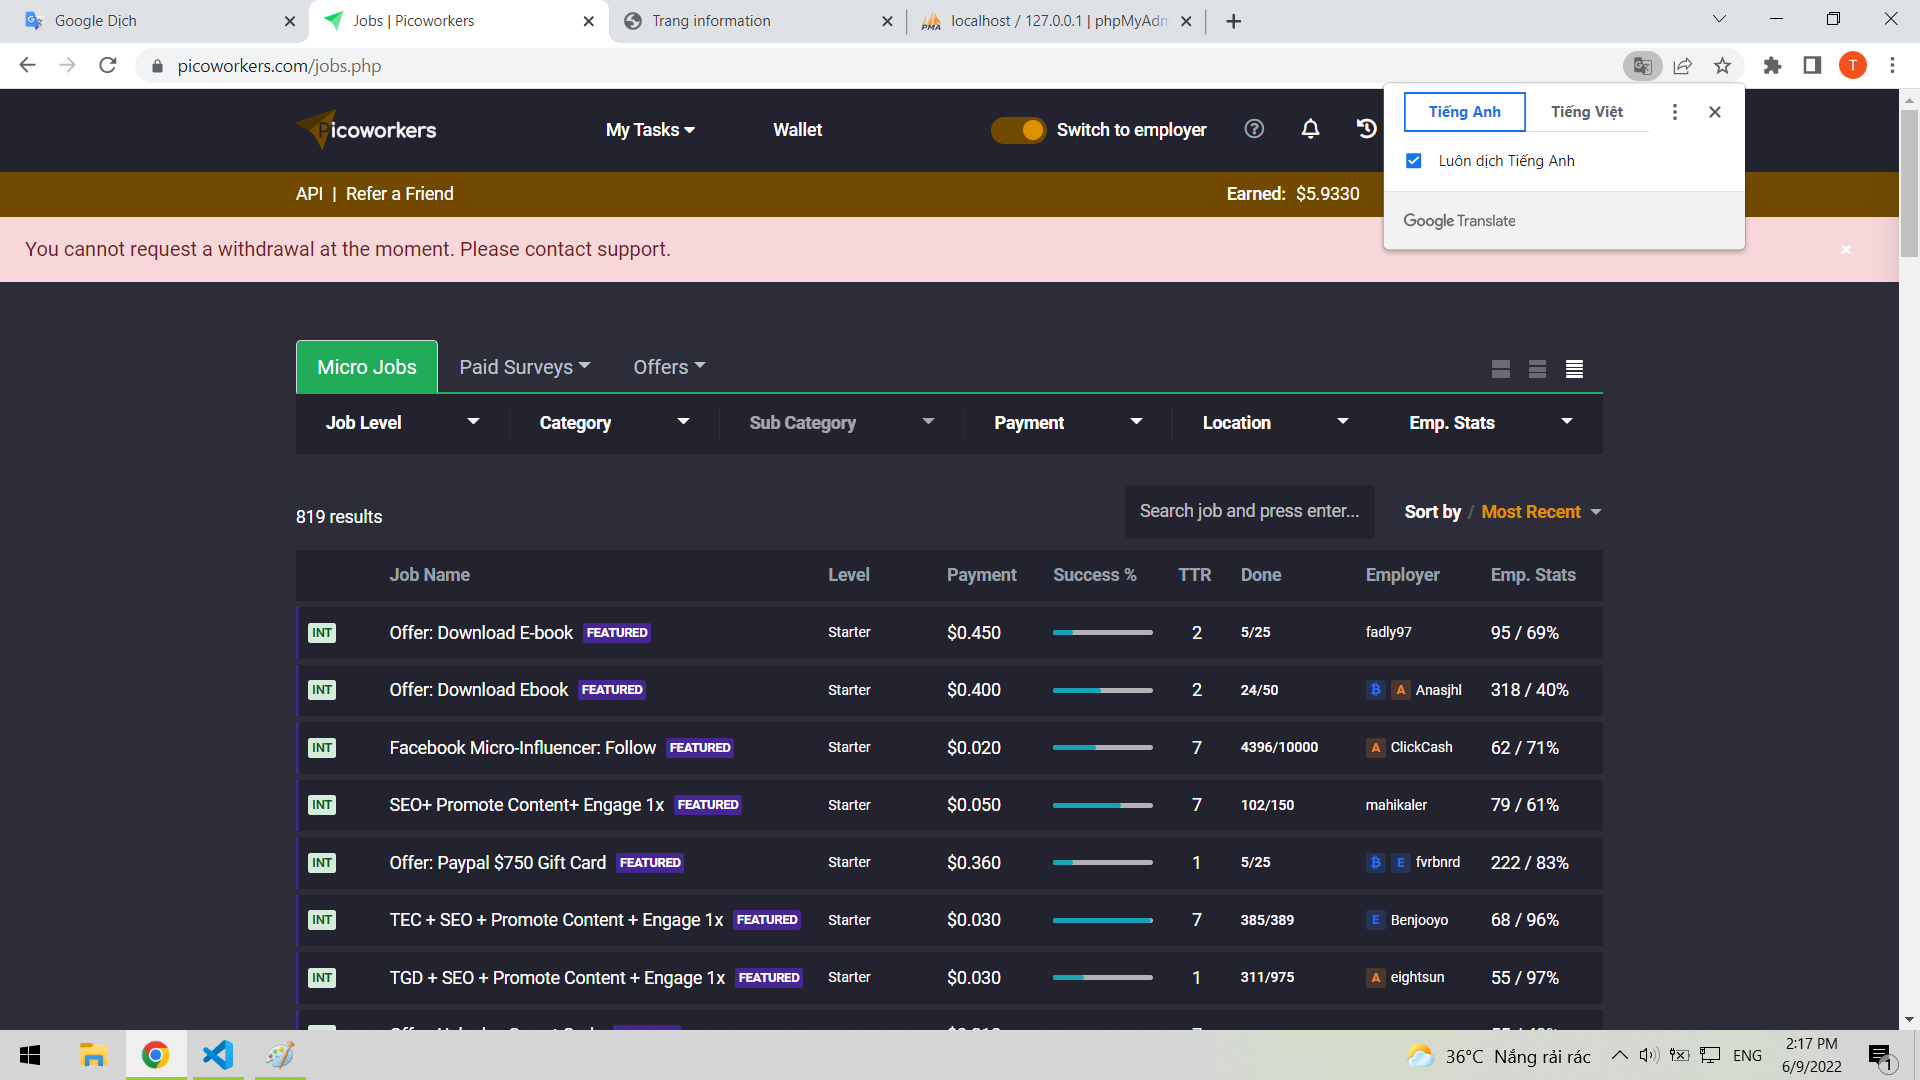 Google Dịch
Jobs | Picoworkers
Trang information
localhost / 127.0.0.1 | phpMyAdm
picoworkers.com/jobs.php
T
Tiếng Anh Tiếng Việt
Luôn dịch Tiếng Anh
Google Translate
Picoworkers
My Tasks
Wallet
Switch to employer
API | Refer a Friend
Earned: $5.9330
You cannot request a withdrawal at the moment. Please contact support.
Micro Jobs Paid Surveys Offers
Job Level Category Sub Category Payment Location Emp. Stats
819 results
Search job and press enter...
Sort by / Most Recent
Job Name Level Payment Success % TTR Done Employer Emp. Stats
INT Offer: Download E-book FEATURED Starter $0.450 2 5/25 fadly97 95 / 69%
INT Offer: Download Ebook FEATURED Starter $0.400 2 24/50 A Anasjhl 318 / 40%
INT Facebook Micro-Influencer: Follow FEATURED Starter $0.020 7 4396/10000 A ClickCash 62 / 71%
INT SEO+ Promote Content+ Engage 1x FEATURED Starter $0.050 7 102/150 mahikaler 79 / 61%
INT Offer: Paypal $750 Gift Card FEATURED Starter $0.360 1 5/25 E fvrbnrd 222 / 83%
INT TEC + SEO + Promote Content + Engage 1x FEATURED Starter $0.030 7 385/389 E Benjooyo 68 / 96%
INT TGD + SEO + Promote Content + Engage 1x FEATURED Starter $0.030 1 311/975 A eightsun 55 / 97%
36°C Nắng rải rác
ENG
2:17 PM
6/9/2022
1